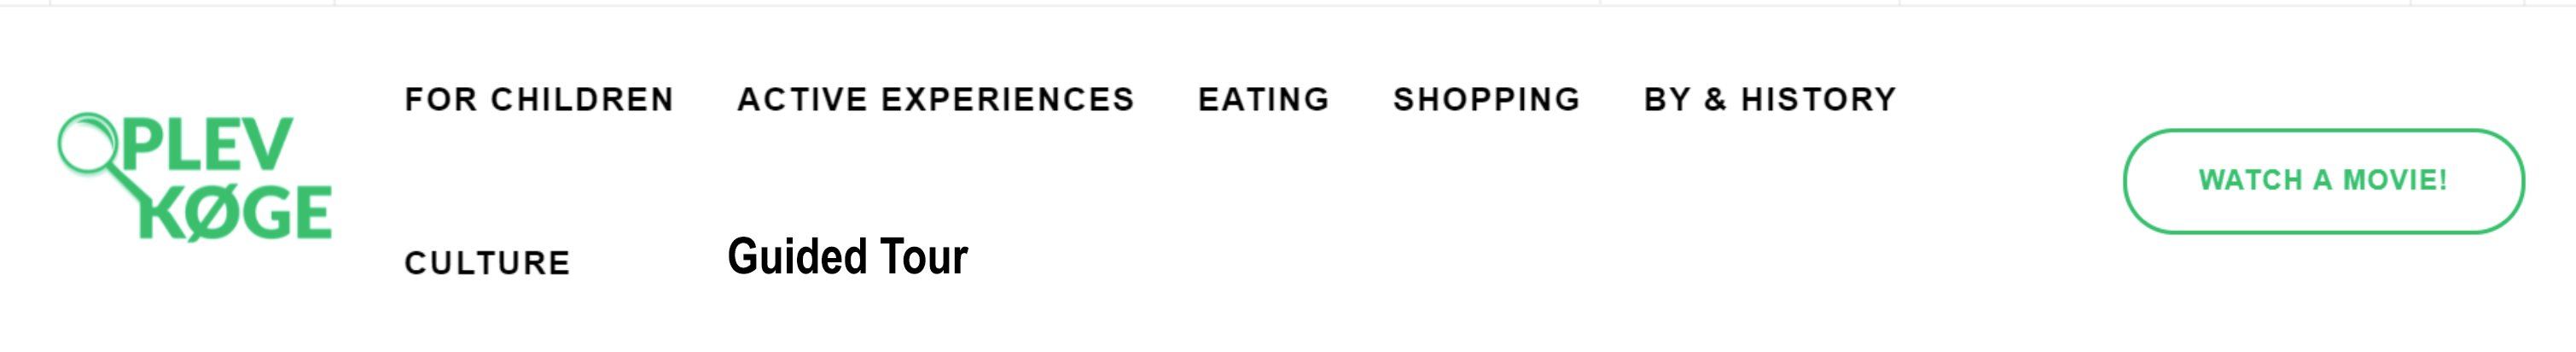 OPLEV
KØGE
FOR CHILDREN ACTIVE EXPERIENCES EATING SHOPPING BY & HISTORY
CULTURE Guided Tour
WATCH A MOVIE!